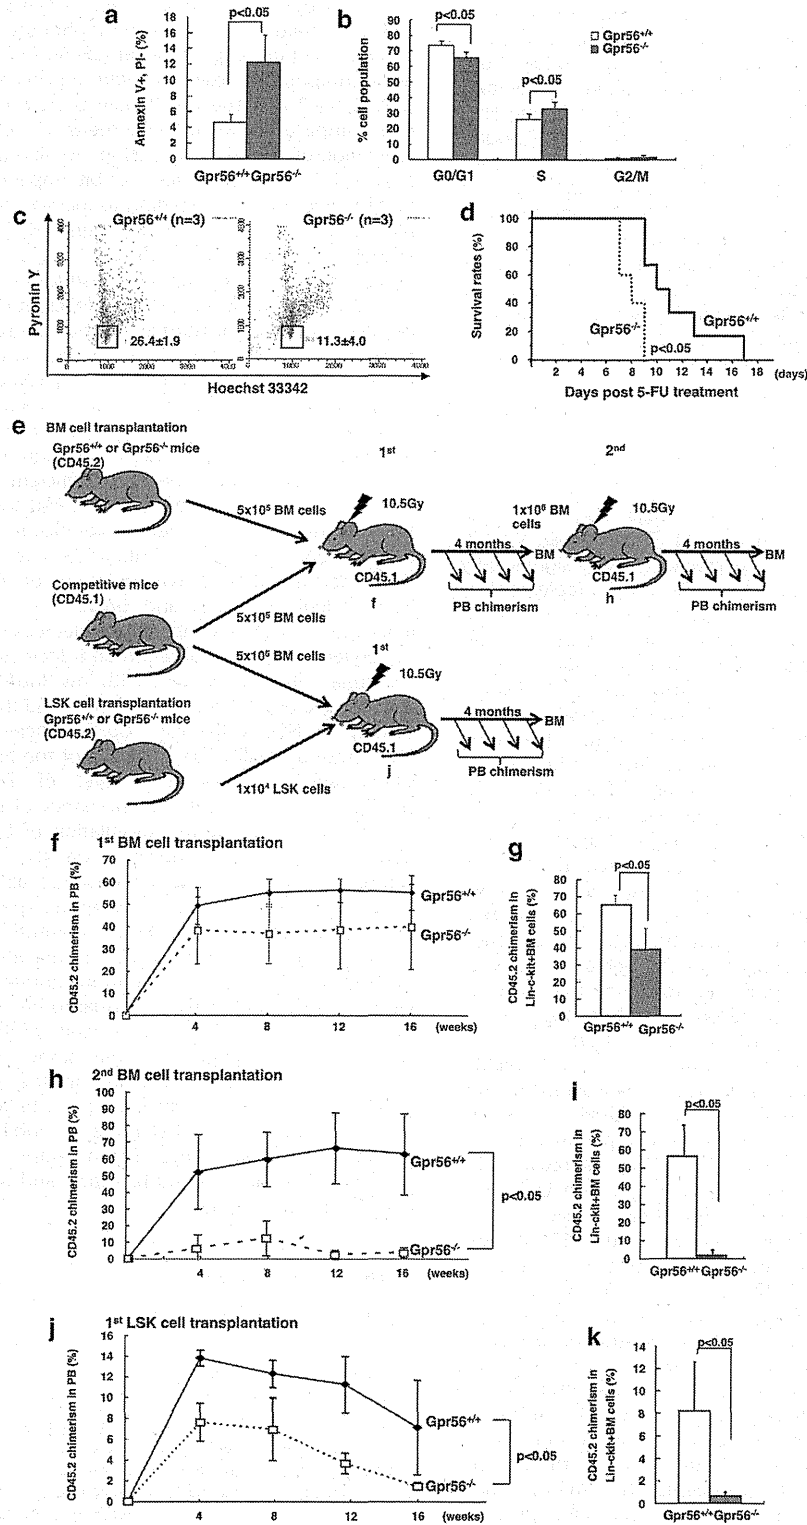 a
Annexin V+, PI- (%)
18
16
14
12
10
8
6
4
2
0
p<0.05
Gpr56+/+ Gpr56-/-
b
% cell population
90
80
70
60
50
40
30
20
10
0
p<0.05
p<0.05
Gpr56+/+
Gpr56-/-
G0/G1 S G2/M
c
Gpr56+/+ (n=3)
Gpr56-/- (n=3)
Pyronin Y
26.4±1.9
11.3±4.0
Hoechst 33342
d
Survival rates (%)
100
80
60
40
20
Gpr56-/-
Gpr56+/+
p<0.05
2 4 6 8 10 12 14 16 18 (days)
Days post 5-FU treatment
e
BM cell transplantation
Gpr56+/+ or Gpr56-/- mice
(CD45.2)
1st
2nd
5x10⁵ BM cells
10.5Gy
1x10⁶ BM
cells
10.5Gy
4 months
BM
4 months
BM
CD45.1
CD45.1
PB chimerism
PB chimerism
f
h
Competitive mice
(CD45.1)
5x10⁵ BM cells
5x10⁵ BM cells
1st
10.5Gy
LSK cell transplantation
Gpr56+/+ or Gpr56-/- mice
(CD45.2)
4 months
BM
CD45.1
PB chimerism
j
1x10⁴ LSK cells
f
1st BM cell transplantation
CD45.2 chimerism in PB (%)
70
60
50
40
30
20
10
0
Gpr56+/+
Gpr56-/-
4 8 12 16 (weeks)
g
CD45.2 chimerism in
Lin-c-kit+BM cells (%)
80
70
60
50
40
30
20
10
0
p<0.05
Gpr56+/+ Gpr56-/-
h
2nd BM cell transplantation
CD45.2 chimerism in PB (%)
100
90
80
70
60
50
40
30
20
10
0
Gpr56+/+
Gpr56-/-
p<0.05
4 8 12 16 (weeks)
i
CD45.2 chimerism in
Lin-ckit+BM cells (%)
80
70
60
50
40
30
20
10
0
p<0.05
Gpr56+/+ Gpr56-/-
j
1st LSK cell transplantation
CD45.2 chimerism in PB (%)
16
14
12
10
8
6
4
2
0
Gpr56+/+
Gpr56-/-
p<0.05
4 8 12 16 (weeks)
k
CD45.2 chimerism in
Lin-ckit+BM cells (%)
14
12
10
8
6
4
2
0
p<0.05
Gpr56+/+ Gpr56-/-